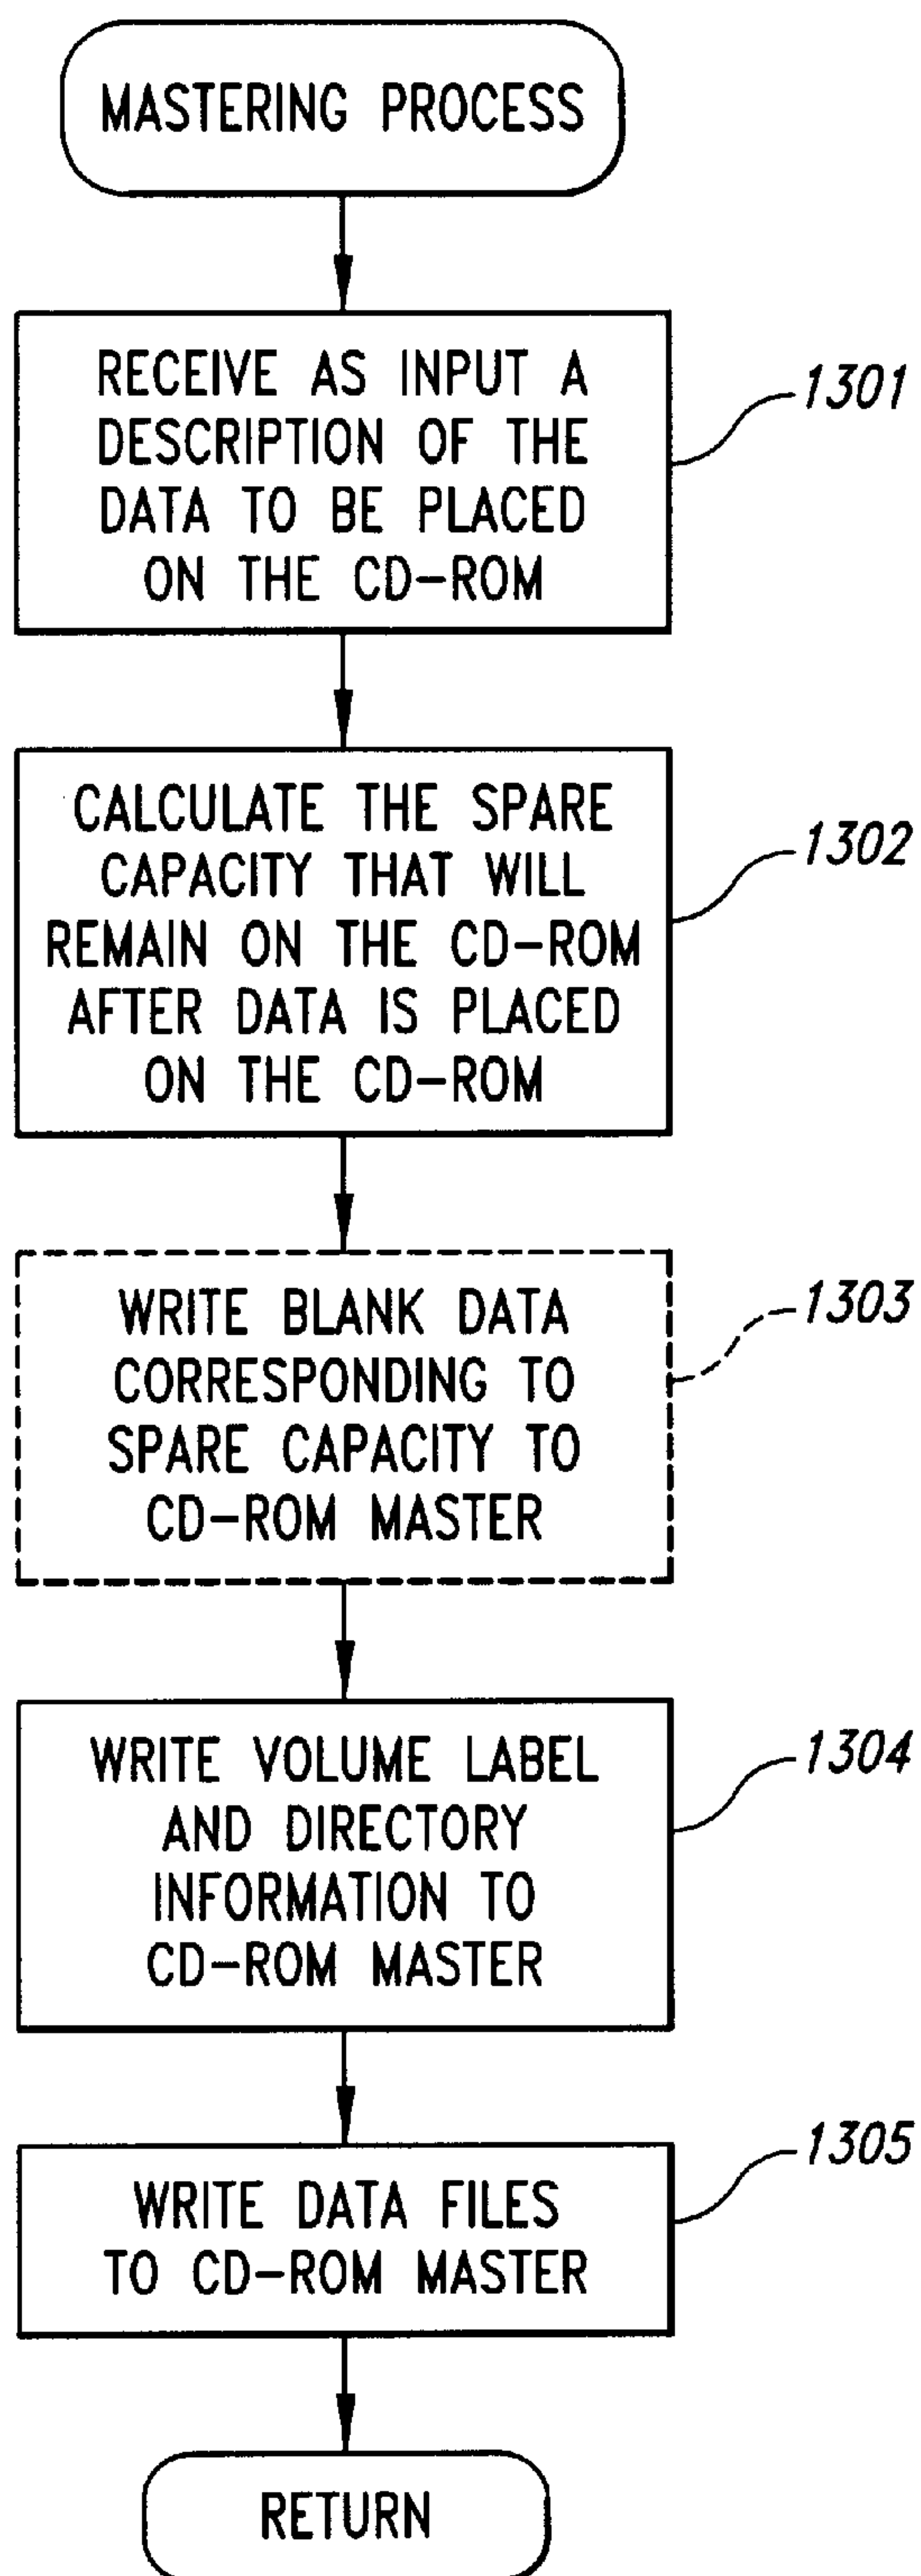 MASTERING PROCESS
RECEIVE AS INPUT A
DESCRIPTION OF THE
DATA TO BE PLACED
ON THE CD-ROM
1301
CALCULATE THE SPARE
CAPACITY THAT WILL
REMAIN ON THE CD-ROM
AFTER DATA IS PLACED
ON THE CD-ROM
1302
WRITE BLANK DATA
CORRESPONDING TO
SPARE CAPACITY TO
CD-ROM MASTER
1303
WRITE VOLUME LABEL
AND DIRECTORY
INFORMATION TO
CD-ROM MASTER
1304
WRITE DATA FILES
TO CD-ROM MASTER
1305
RETURN